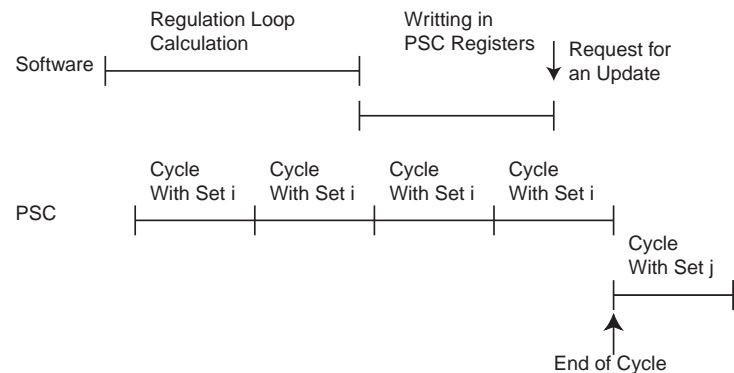 Regulation Loop
Calculation
Writting in
PSC Registers
Request for
an Update
Software
Cycle
With Set i
Cycle
With Set i
Cycle
With Set i
Cycle
With Set i
PSC
Cycle
With Set j
End of Cycle